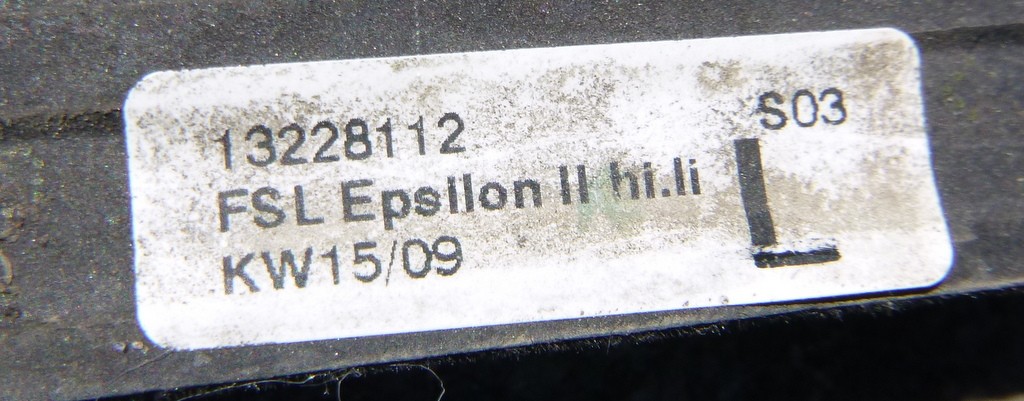 13228112
S03
FSL Epsilon II hi.li
L
KW15/09